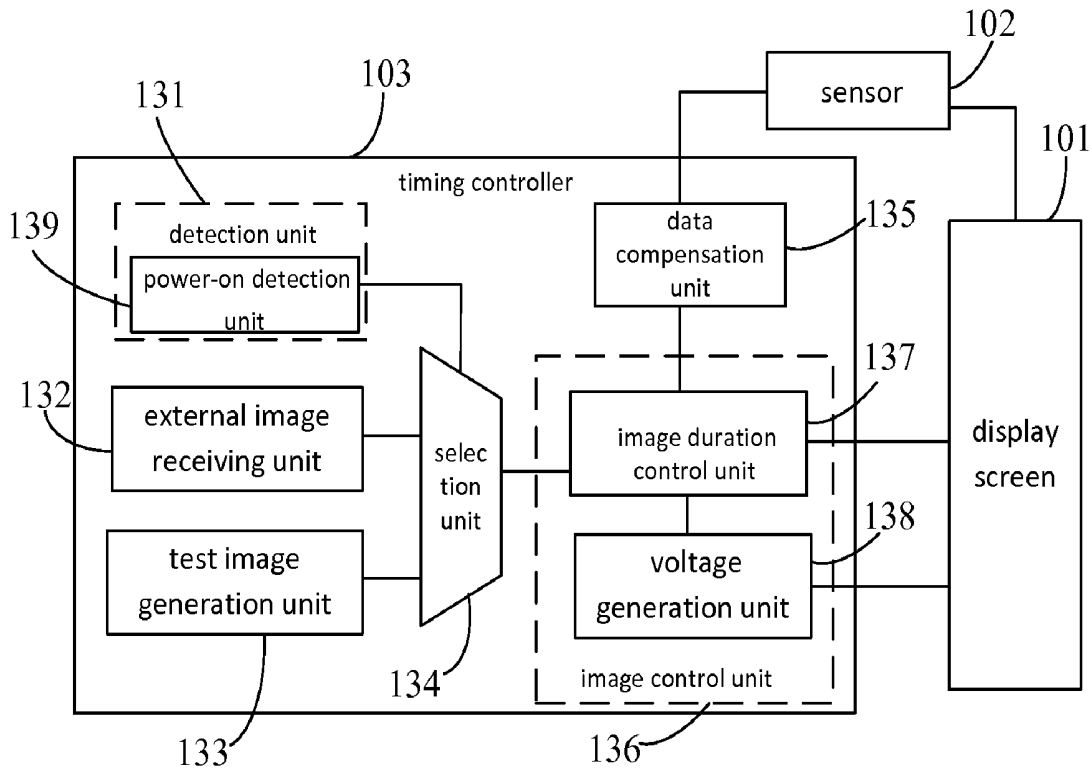 102
103
sensor
131
101
timing controller
135
data
compensation
unit
139
detection unit
power-on detection
unit
137
132
external image
receiving unit
selec
tion
unit
image duration
control unit
display
screen
138
test image
generation unit
voltage
generation unit
134
image control unit
133
136